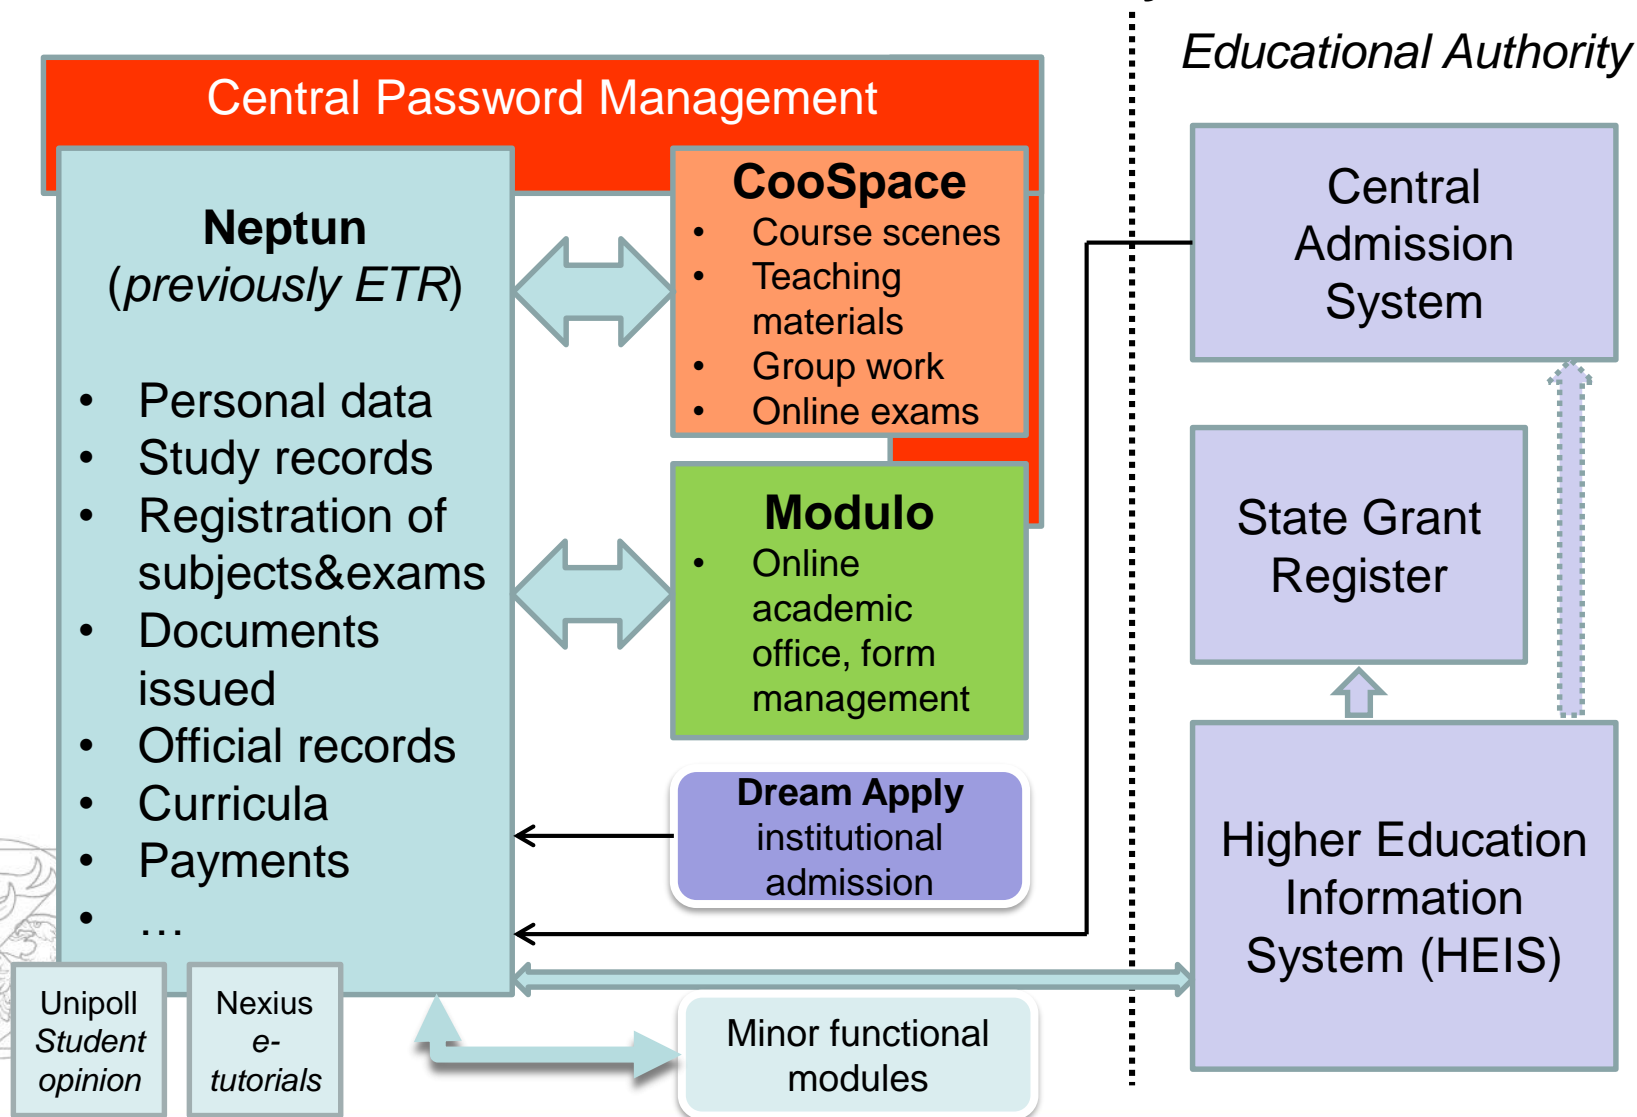 Educational Authority
Central Password Management
Neptun
(previously ETR)
• Personal data
• Study records
• Registration of
subjects&exams
• Documents
issued
• Official records
• Curricula
• Payments
• …
Unipoll
Student
opinion
Nexius
e-
tutorials
CooSpace
• Course scenes
• Teaching
materials
• Group work
• Online exams
Modulo
• Online
academic
office, form
management
Dream Apply
institutional
admission
Minor functional
modules
Central
Admission
System
State Grant
Register
Higher Education
Information
System (HEIS)